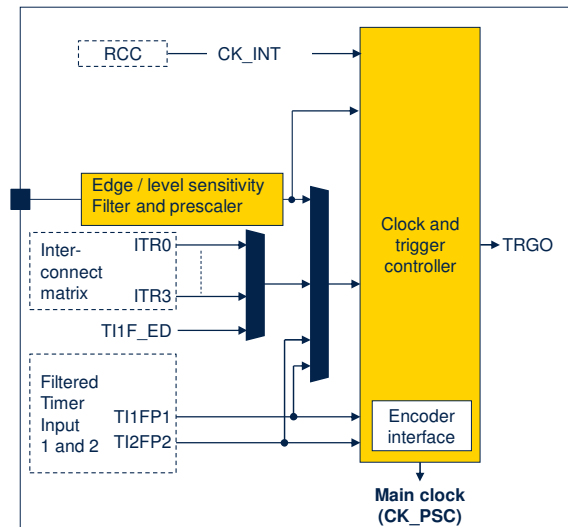 RCC
CK_INT
Edge / level sensitivity
Filter and prescaler
Inter-
connect
matrix
ITR0
ITR3
TI1F_ED
Filtered
Timer
Input
1 and 2
TI1FP1
TI2FP2
Clock and
trigger
controller
TRGO
Encoder
interface
Main clock
(CK_PSC)